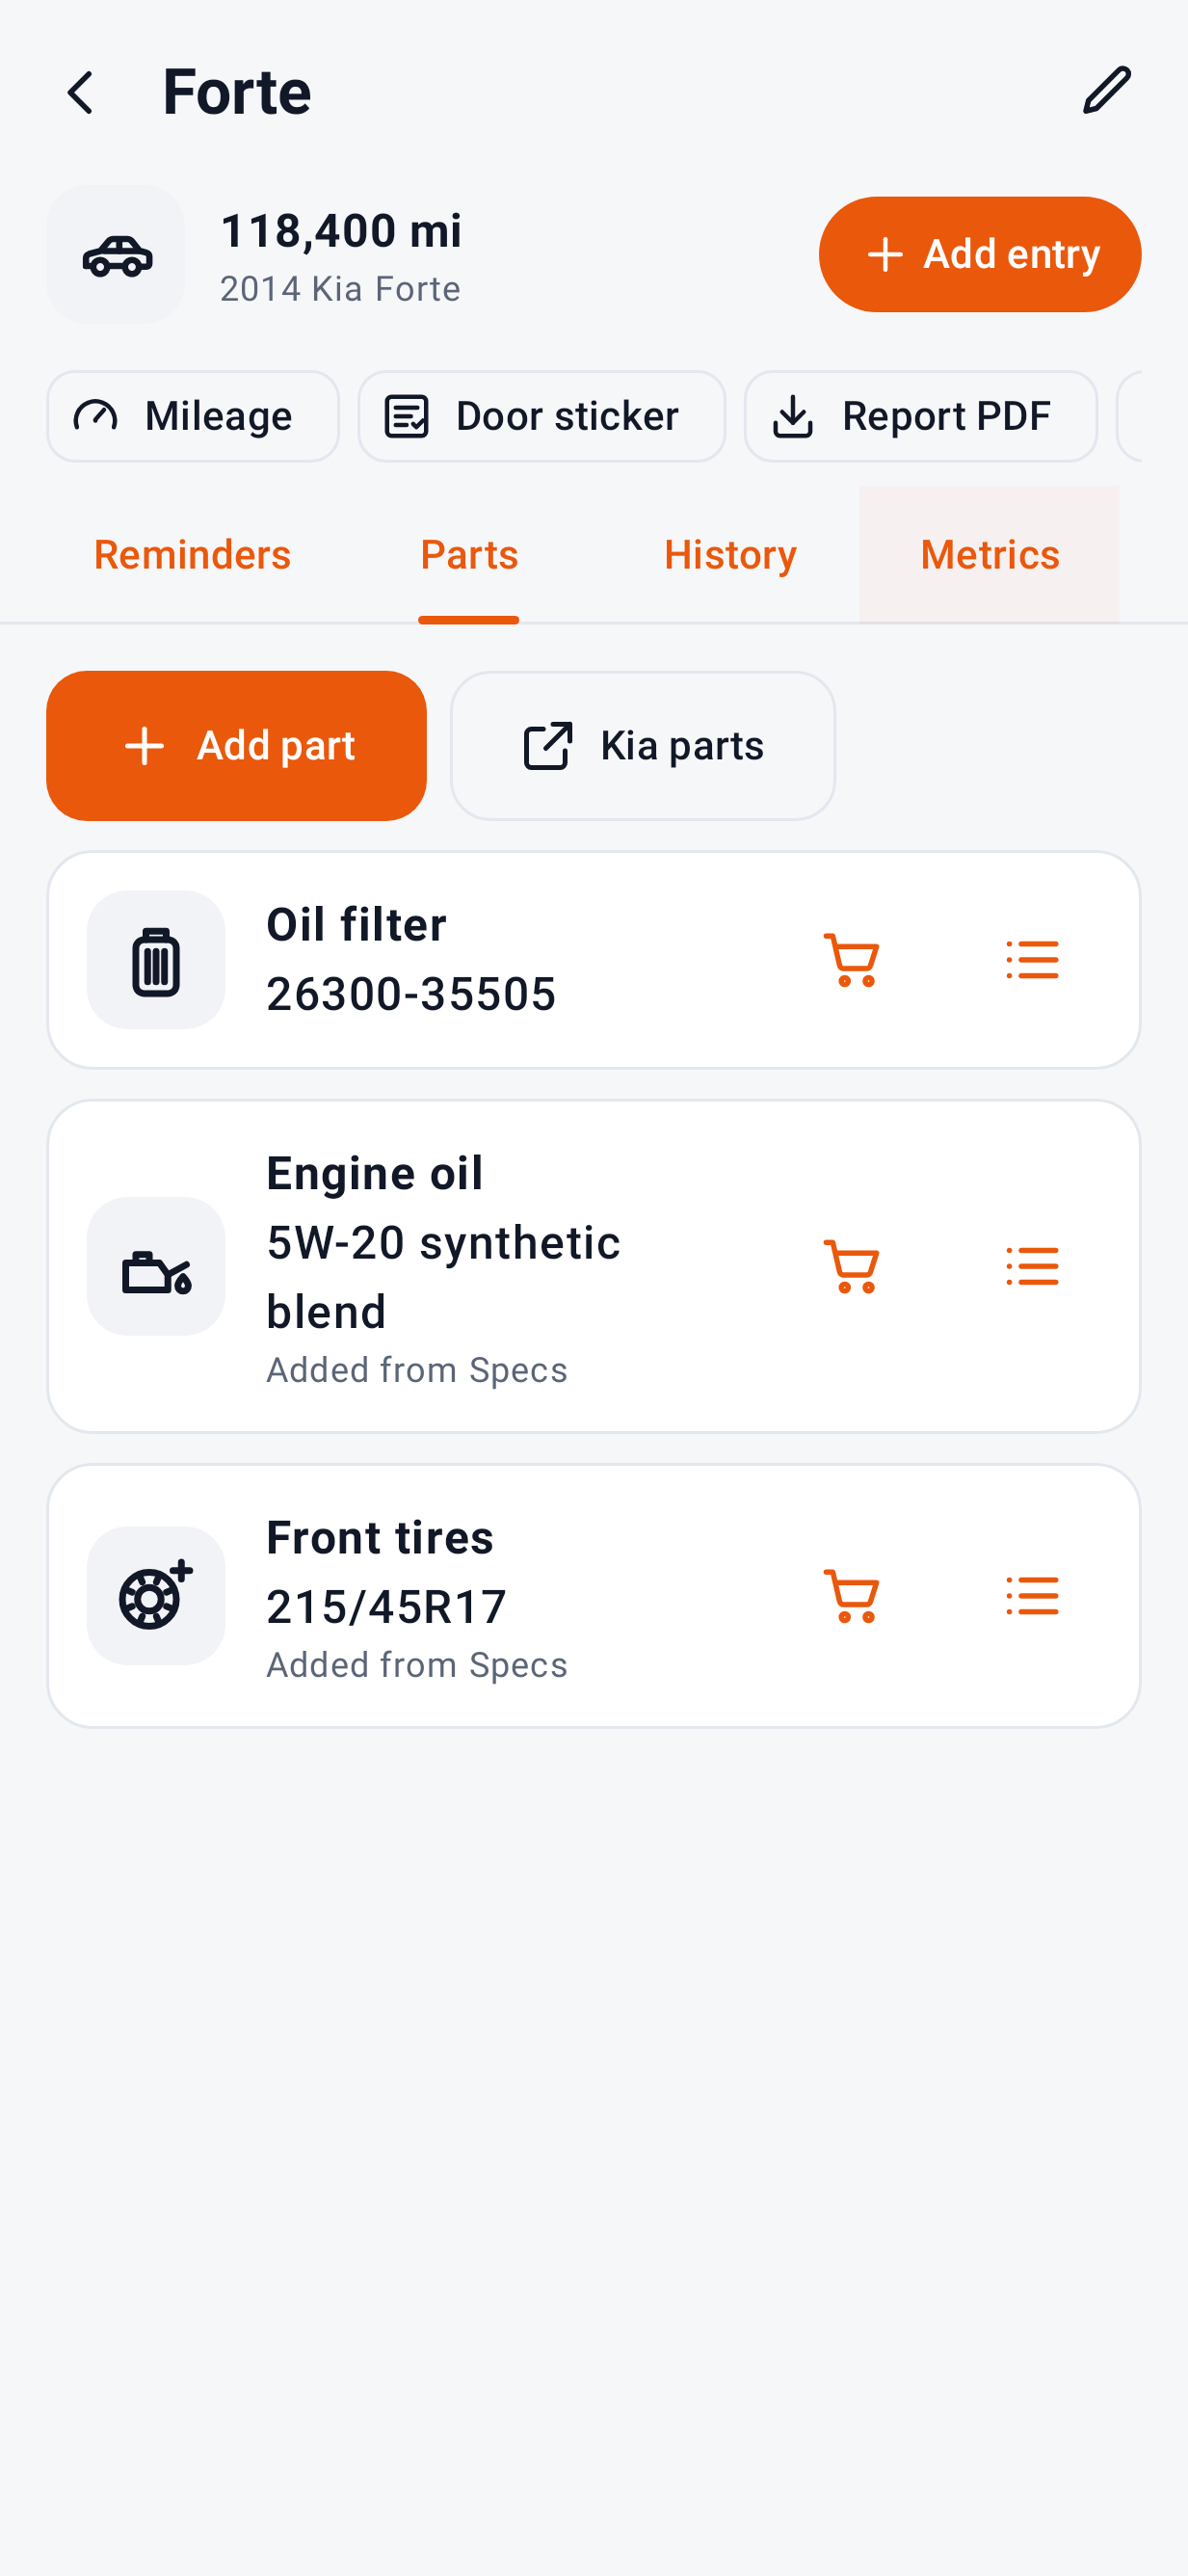 Forte
118,400 mi
2014 Kia Forte
Add entry
Mileage
Door sticker
Report PDF
Reminders
Parts
History
Metrics
Add part
Kia parts
Oil filter
26300-35505
Engine oil
5W-20 synthetic
blend
Added from Specs
Front tires
215/45R17
Added from Specs